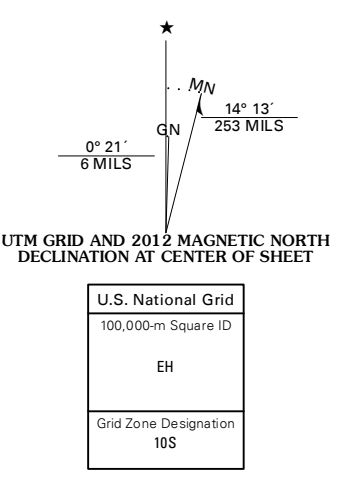 ★
MN
GN
14° 13´
253 MILS
0° 21´
6 MILS
UTM GRID AND 2012 MAGNETIC NORTH
DECLINATION AT CENTER OF SHEET
U.S. National Grid
100,000-m Square ID
EH
Grid Zone Designation
10S